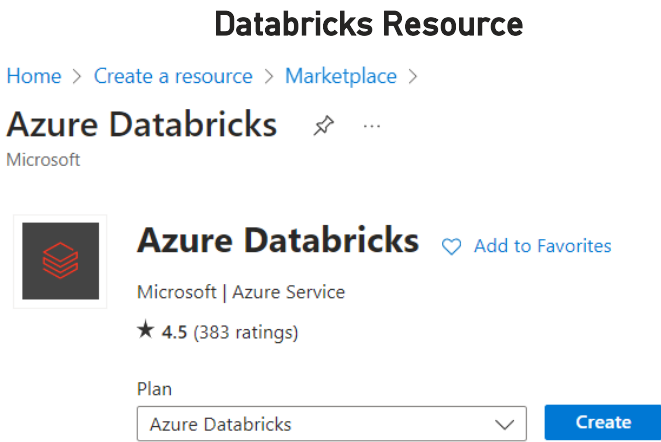 Databricks Resource
Home > Create a resource > Marketplace >
Azure Databricks ...
Microsoft
Azure Databricks Add to Favorites
Microsoft | Azure Service
★ 4.5 (383 ratings)
Plan
Azure Databricks Create